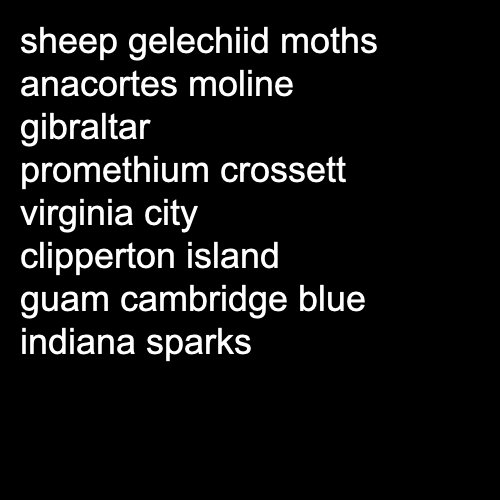 sheep gelechiid moths
anacortes moline
gibraltar
promethium crossett
virginia city
clipperton island
guam cambridge blue
indiana sparks